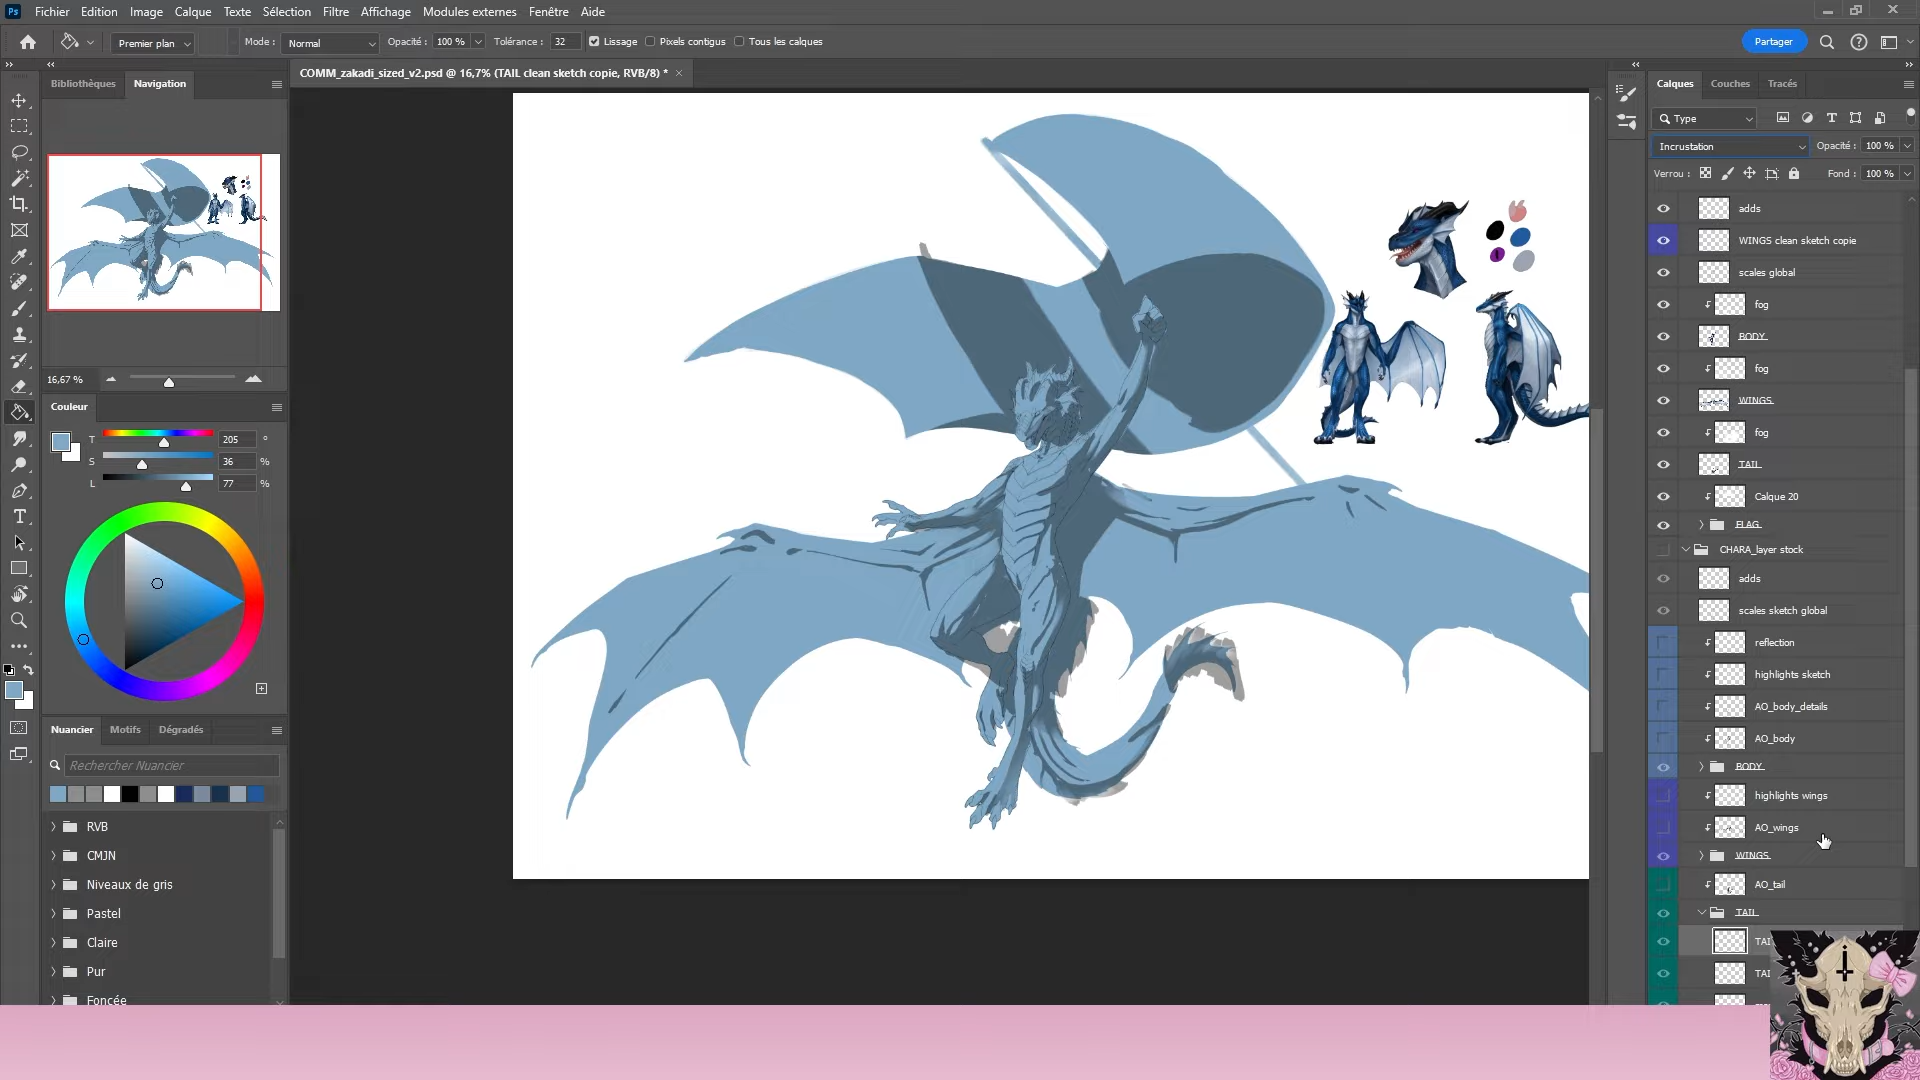 Ps Fichier Edition Image Calque Texte Sélection Filtre Affichage Modules externes Fenêtre Aide
Premier plan Mode : Normal Opacité : 100 % Tolérance : 32 Lissage Pixels contigus Tous les calques Partager
COMM_zakadi_sized_v2.psd @ 16,7% (TAIL clean sketch copie, RVB/8) * ×
Bibliothèques Navigation
16,67 %
Couleur
T 205 °
S 36 %
L 77 %
Nuancier Motifs Dégradés
Rechercher Nuancier
RVB
CMJN
Niveaux de gris
Pastel
Claire
Pur
Foncée
Calques Couches Tracés
Type
Incrustation Opacité : 100 %
Verrou : Fond : 100 %
adds
WINGS clean sketch copie
scales global
fog
BODY
fog
WINGS
fog
TAIL
Calque 20
FLAG
CHARA_layer stock
adds
scales sketch global
reflection
highlights sketch
AO_body_details
AO_body
BODY
highlights wings
AO_wings
WINGS
AO_tail
TAIL